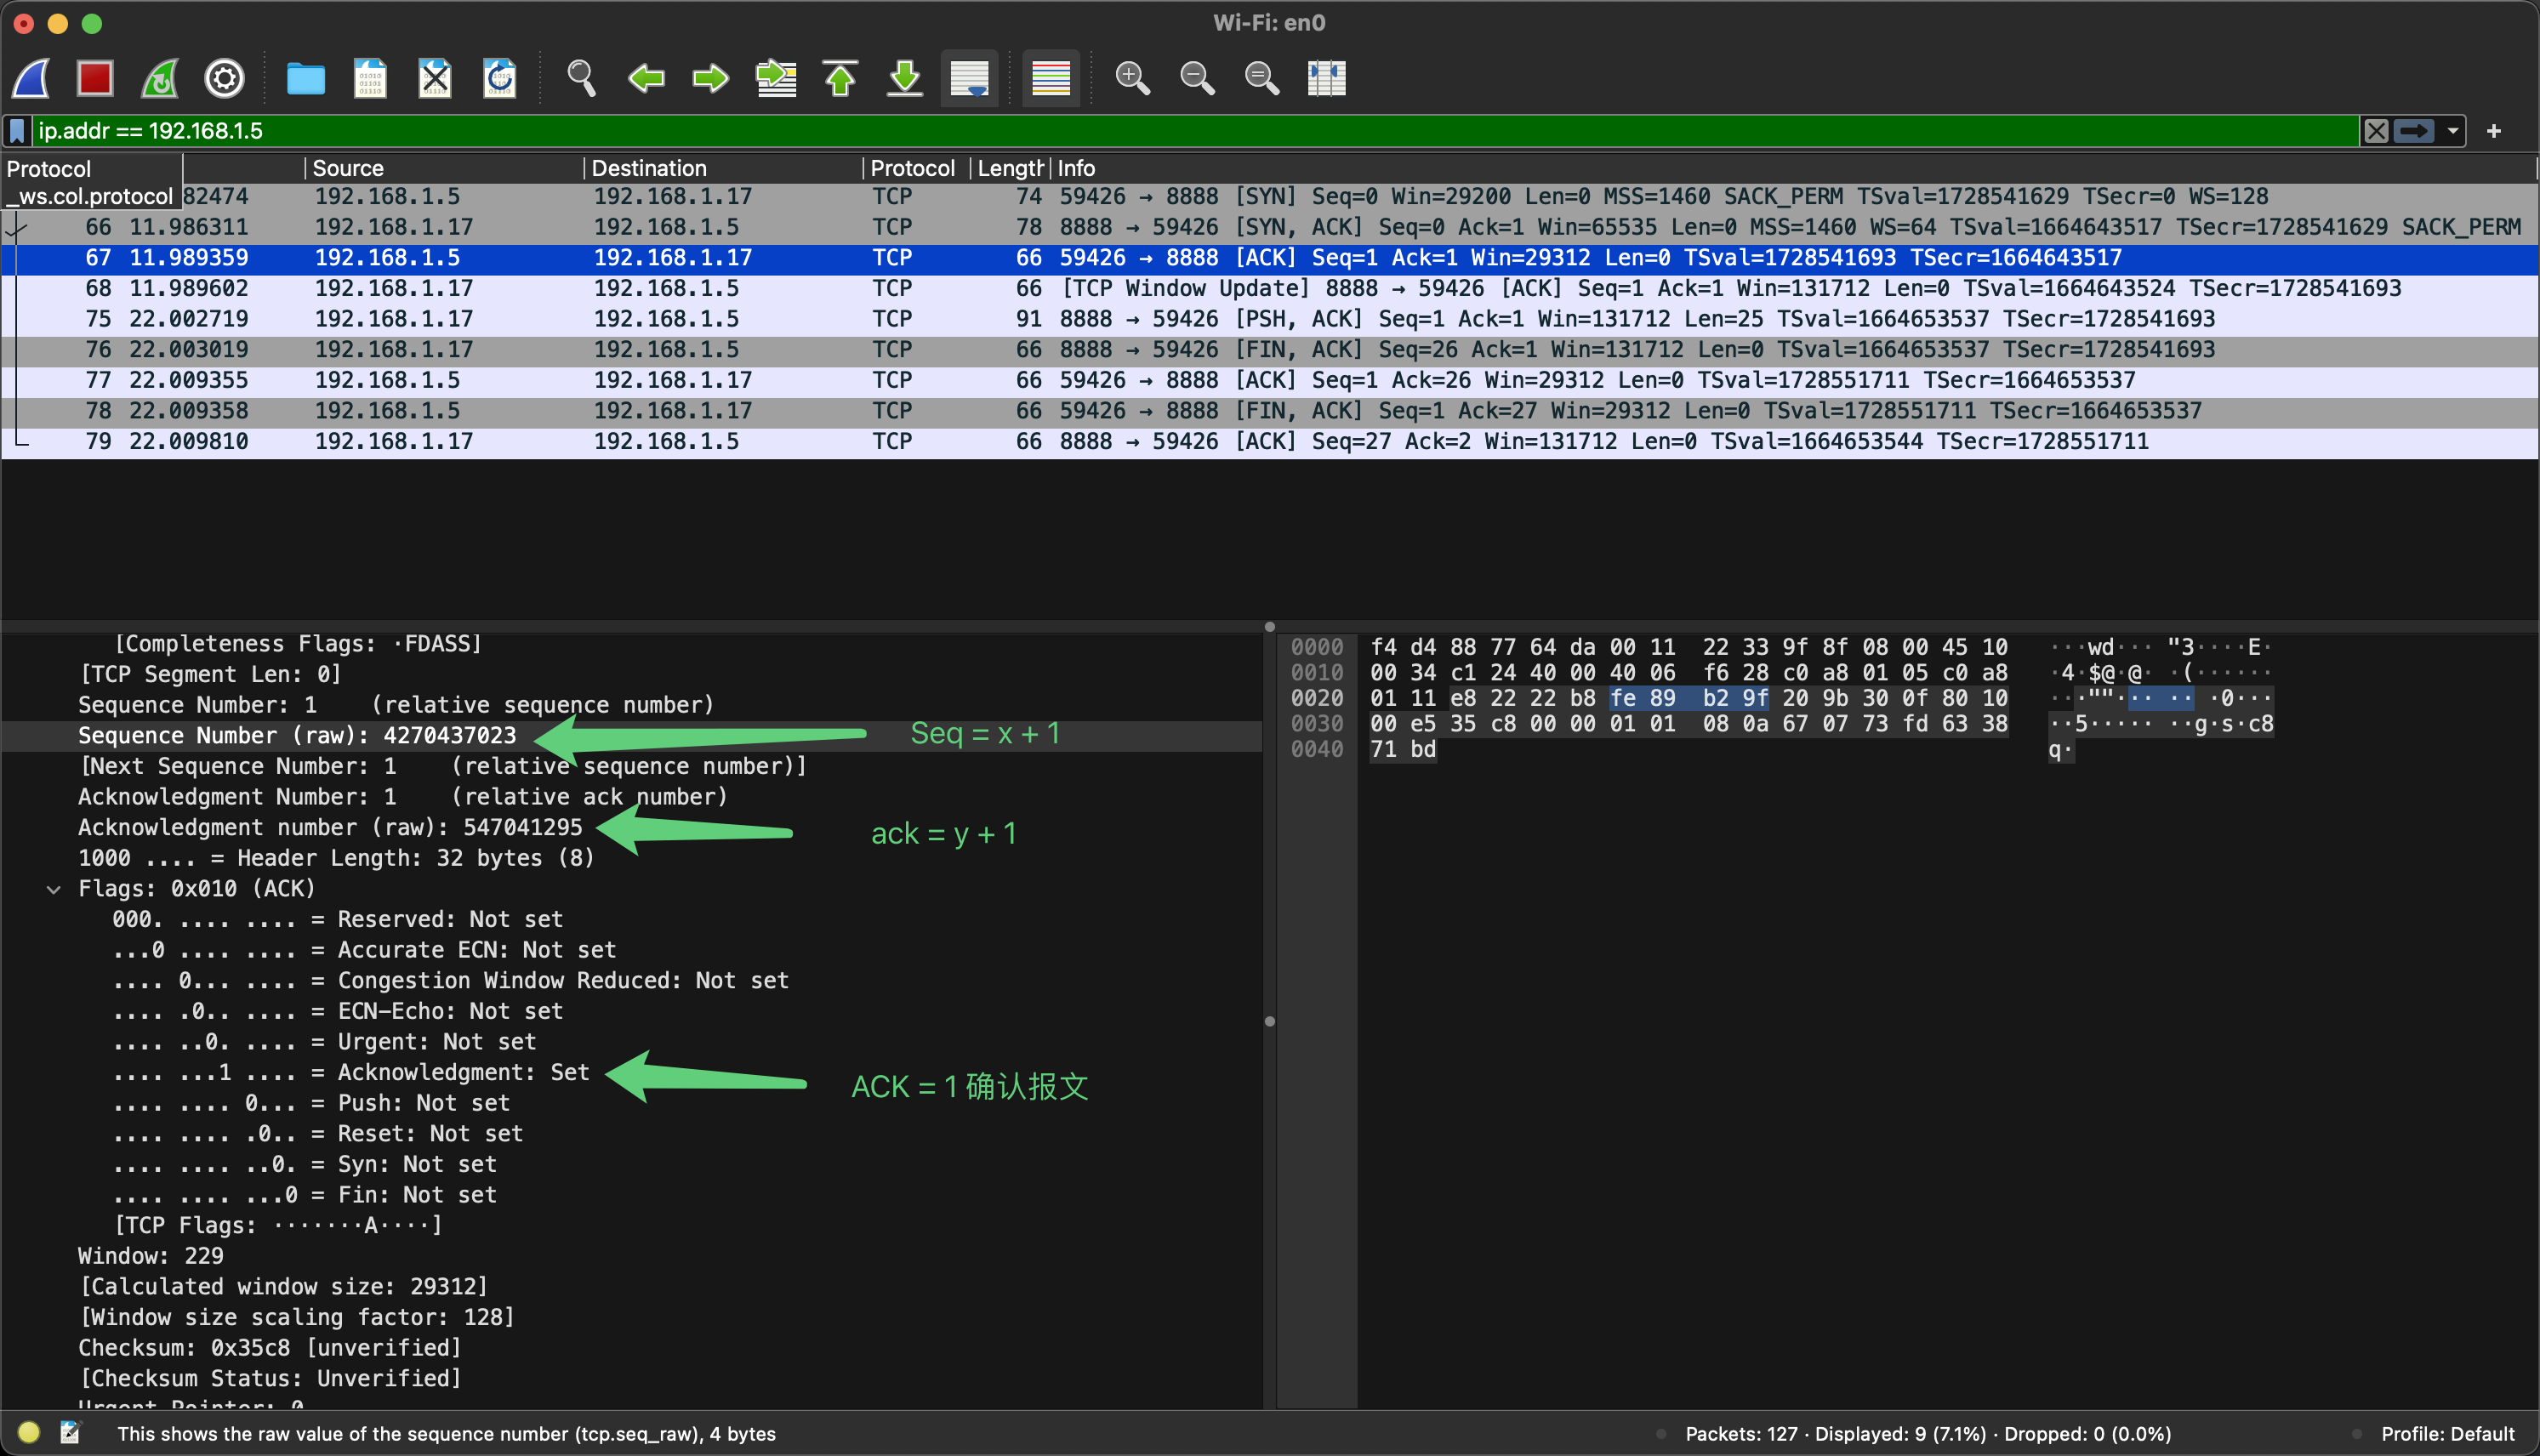 Wi-Fi: en0
ip.addr == 192.168.1.5
Protocol Source Destination Protocol Length Info
_ws.col.protocol 82474 192.168.1.5 192.168.1.17 TCP 74 59426 → 8888 [SYN] Seq=0 Win=29200 Len=0 MSS=1460 SACK_PERM TSval=1728541629 TSecr=0 WS=128
66 11.986311 192.168.1.17 192.168.1.5 TCP 78 8888 → 59426 [SYN, ACK] Seq=0 Ack=1 Win=65535 Len=0 MSS=1460 WS=64 TSval=1664643517 TSecr=1728541629 SACK_PERM
67 11.989359 192.168.1.5 192.168.1.17 TCP 66 59426 → 8888 [ACK] Seq=1 Ack=1 Win=29312 Len=0 TSval=1728541693 TSecr=1664643517
68 11.989602 192.168.1.17 192.168.1.5 TCP 66 [TCP Window Update] 8888 → 59426 [ACK] Seq=1 Ack=1 Win=131712 Len=0 TSval=1664643524 TSecr=1728541693
75 22.002719 192.168.1.17 192.168.1.5 TCP 91 8888 → 59426 [PSH, ACK] Seq=1 Ack=1 Win=131712 Len=25 TSval=1664653537 TSecr=1728541693
76 22.003019 192.168.1.17 192.168.1.5 TCP 66 8888 → 59426 [FIN, ACK] Seq=26 Ack=1 Win=131712 Len=0 TSval=1664653537 TSecr=1728541693
77 22.009355 192.168.1.5 192.168.1.17 TCP 66 59426 → 8888 [ACK] Seq=1 Ack=26 Win=29312 Len=0 TSval=1728551711 TSecr=1664653537
78 22.009358 192.168.1.5 192.168.1.17 TCP 66 59426 → 8888 [FIN, ACK] Seq=1 Ack=27 Win=29312 Len=0 TSval=1728551711 TSecr=1664653537
79 22.009810 192.168.1.17 192.168.1.5 TCP 66 8888 → 59426 [ACK] Seq=27 Ack=2 Win=131712 Len=0 TSval=1664653544 TSecr=1728551711
[Completeness Flags: ·FDASS]
[TCP Segment Len: 0]
Sequence Number: 1 (relative sequence number)
Sequence Number (raw): 4270437023
Seq = x + 1
[Next Sequence Number: 1 (relative sequence number)]
Acknowledgment Number: 1 (relative ack number)
Acknowledgment number (raw): 547041295
ack = y + 1
1000 .... = Header Length: 32 bytes (8)
Flags: 0x010 (ACK)
000. .... .... = Reserved: Not set
...0 .... .... = Accurate ECN: Not set
.... 0... .... = Congestion Window Reduced: Not set
.... .0.. .... = ECN-Echo: Not set
.... ..0. .... = Urgent: Not set
.... ...1 .... = Acknowledgment: Set
ACK = 1 确认报文
.... .... 0... = Push: Not set
.... .... .0.. = Reset: Not set
.... .... ..0. = Syn: Not set
.... .... ...0 = Fin: Not set
[TCP Flags: ·······A····]
Window: 229
[Calculated window size: 29312]
[Window size scaling factor: 128]
Checksum: 0x35c8 [unverified]
[Checksum Status: Unverified]
Urgent Pointer: 0
0000 f4 d4 88 77 64 da 00 11 22 33 9f 8f 08 00 45 10 ···wd··· "3····E·
0010 00 34 c1 24 40 00 40 06 f6 28 c0 a8 01 05 c0 a8 ·4·$@·@· ·(······
0020 01 11 e8 22 22 b8 fe 89 b2 9f 20 9b 30 0f 80 10 ···""··· ·· ·0···
0030 00 e5 35 c8 00 00 01 01 08 0a 67 07 73 fd 63 38 ··5····· ··g·s·c8
0040 71 bd q·
This shows the raw value of the sequence number (tcp.seq_raw), 4 bytes
Packets: 127 · Displayed: 9 (7.1%) · Dropped: 0 (0.0%)
Profile: Default